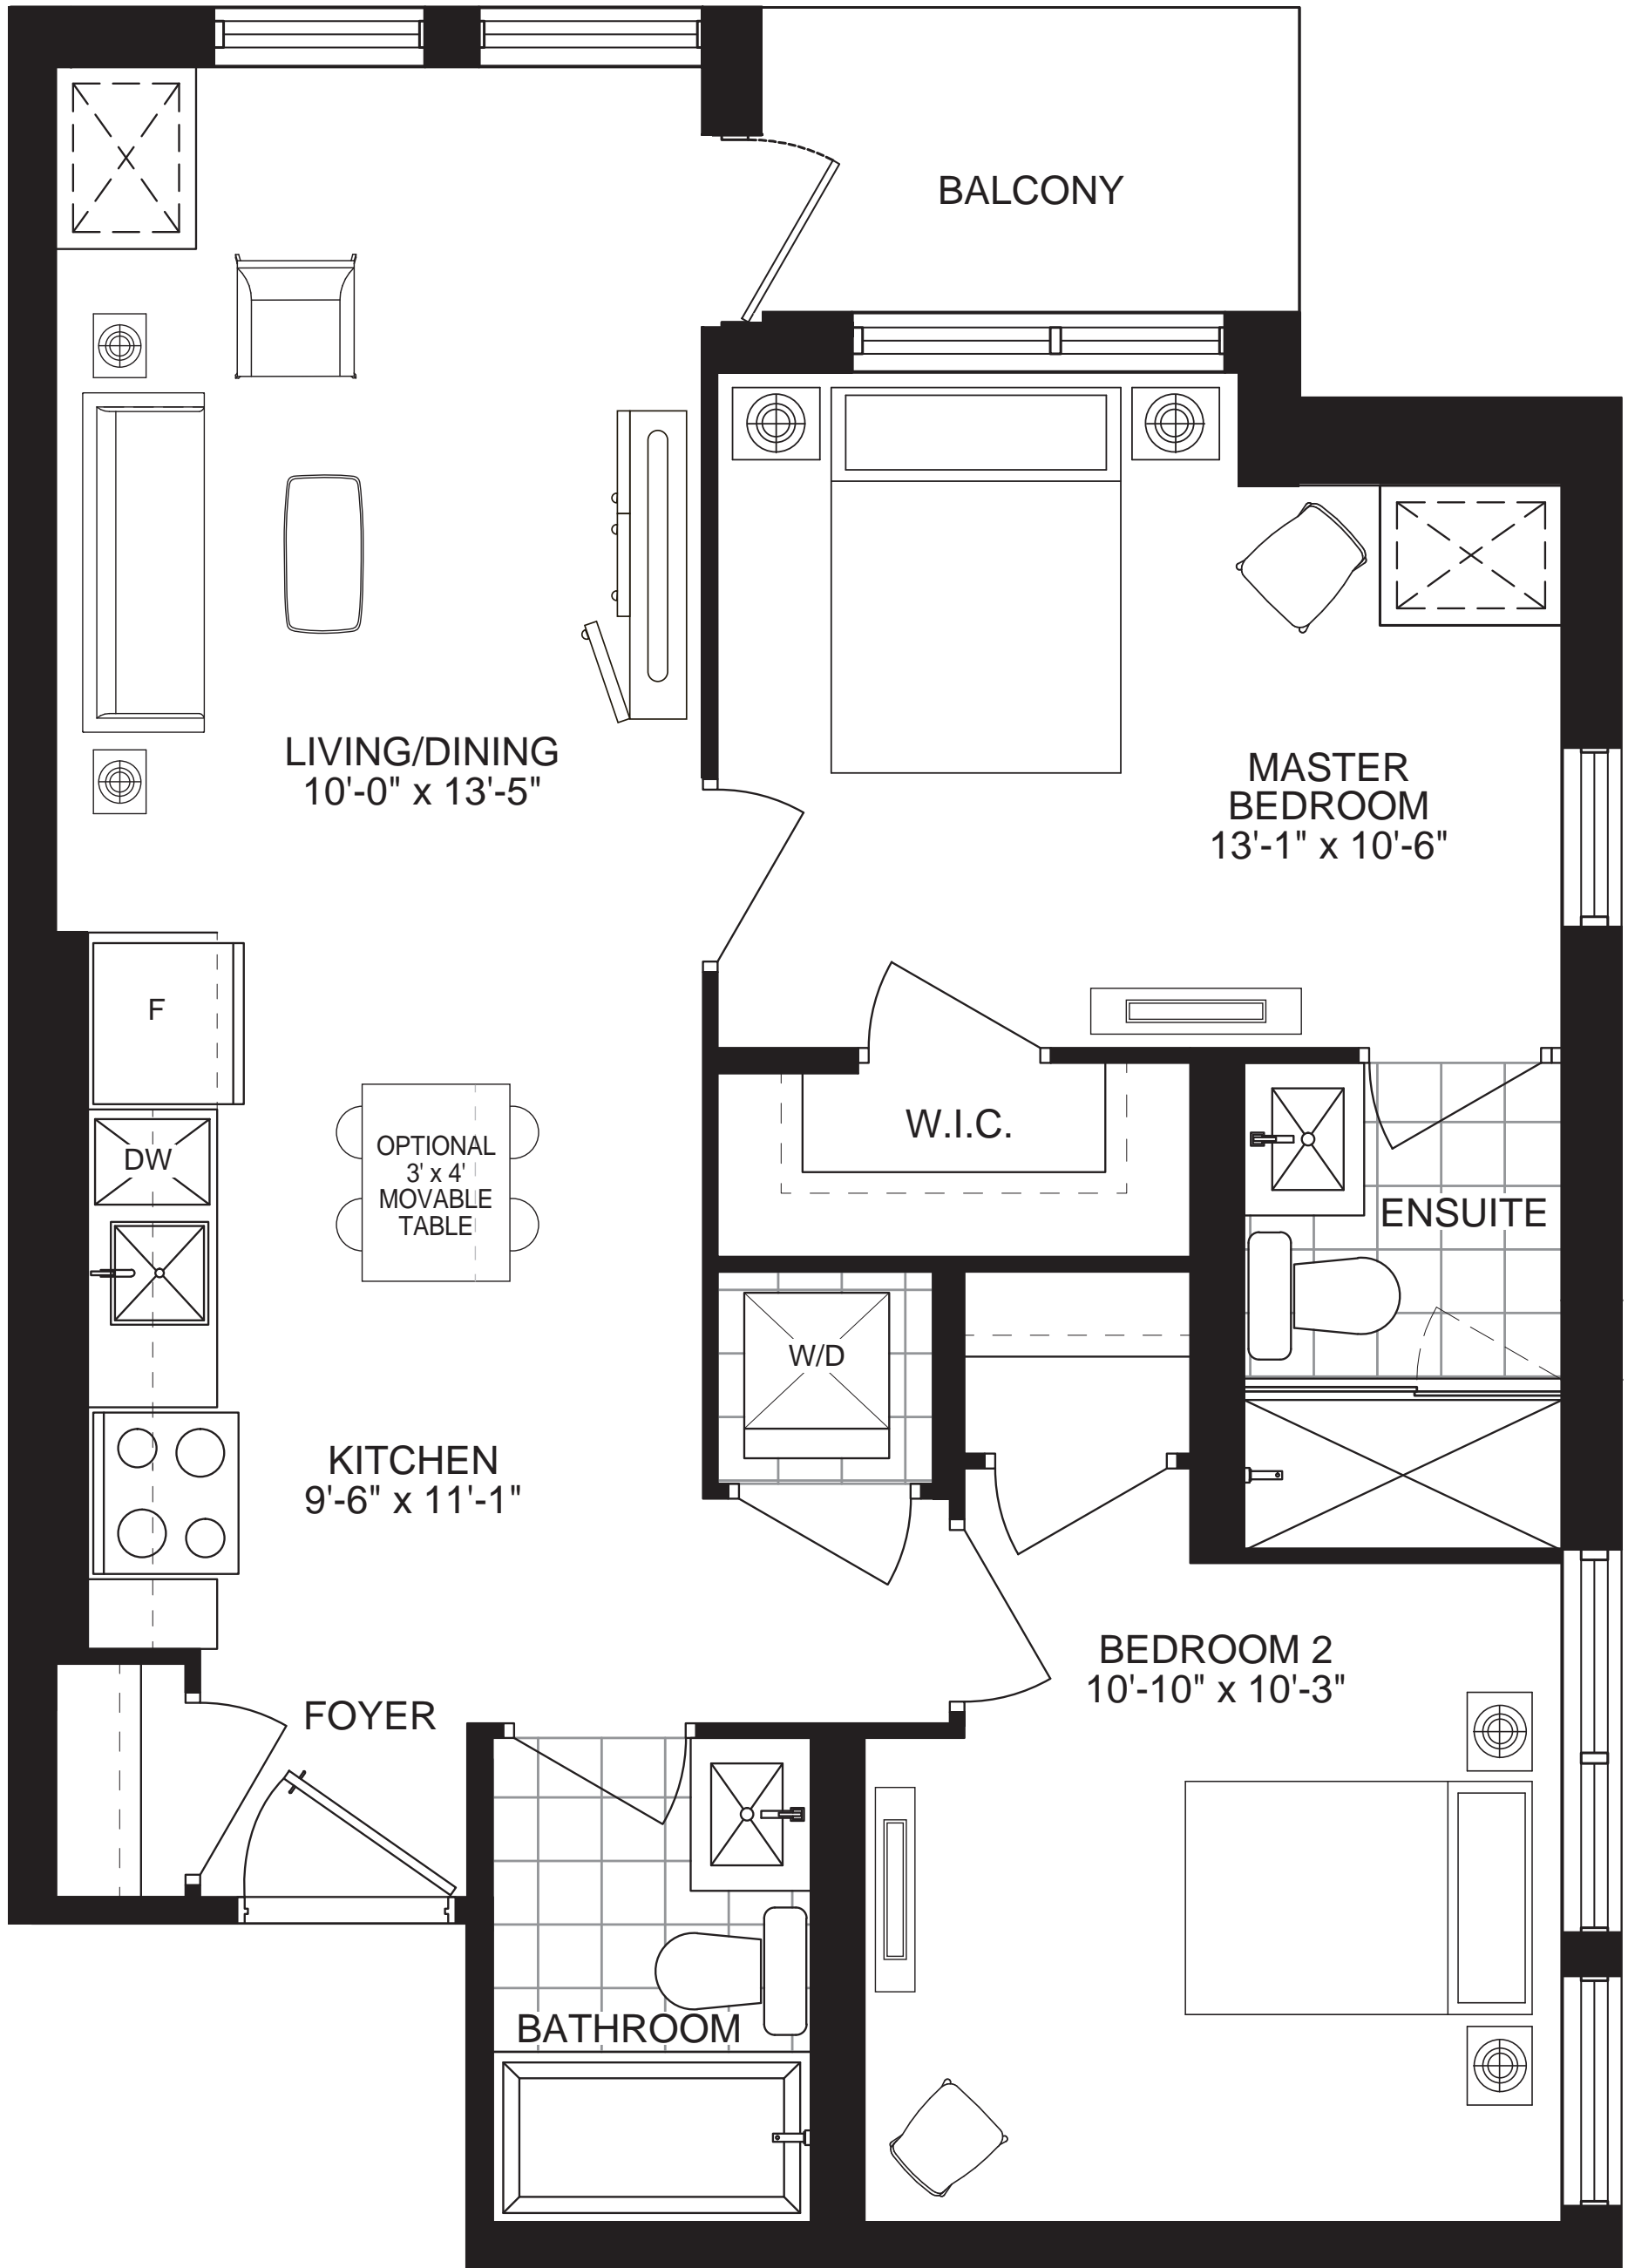 BALCONY
LIVING/DINING
10'-0" x 13'-5"
MASTER
BEDROOM
13'-1" x 10'-6"
F
DW
OPTIONAL
3' x 4'
MOVABLE
TABLE
W.I.C.
ENSUITE
W/D
KITCHEN
9'-6" x 11'-1"
BEDROOM 2
10'-10" x 10'-3"
FOYER
BATHROOM